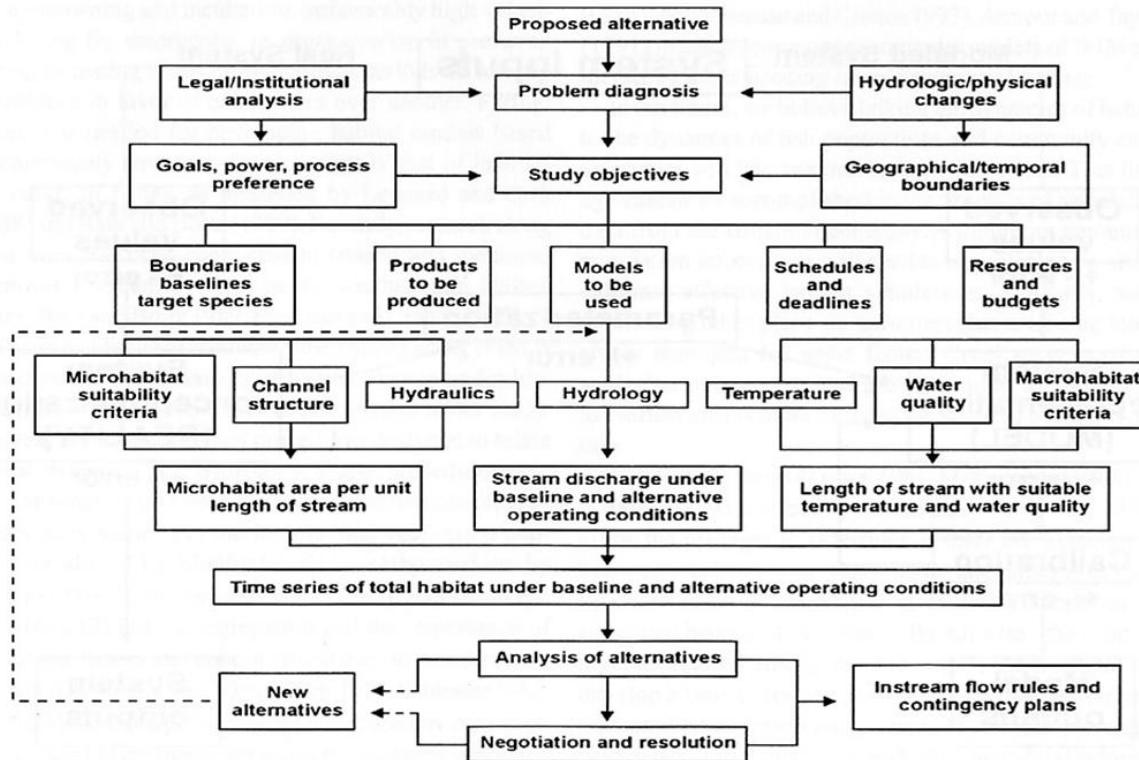 Proposed alternative
Legal/institutional
analysis
Problem diagnosis
Hydrologic/physical
changes
Goals, power, process
preference
Study objectives
Geographical/temporal
boundaries
Boundaries
baselines
target species
Products
to be
produced
Models
to be
used
Schedules
and
deadlines
Resources
and
budgets
Microhabitat
suitability
criteria
Channel
structure
Hydraulics
Hydrology
Temperature
Water
quality
Macrohabitat
suitability
criteria
Microhabitat are per unit
length of stream
Stream discharge under
baseline and alternative
operating conditions
Length of stream with suitable
temperature and water quality
Time series of total habitat under baseline and alternative operating conditions
Analysis of alternatives
New
alternatives
Instream flow rules and
contingency plans
Negotiation and resolution